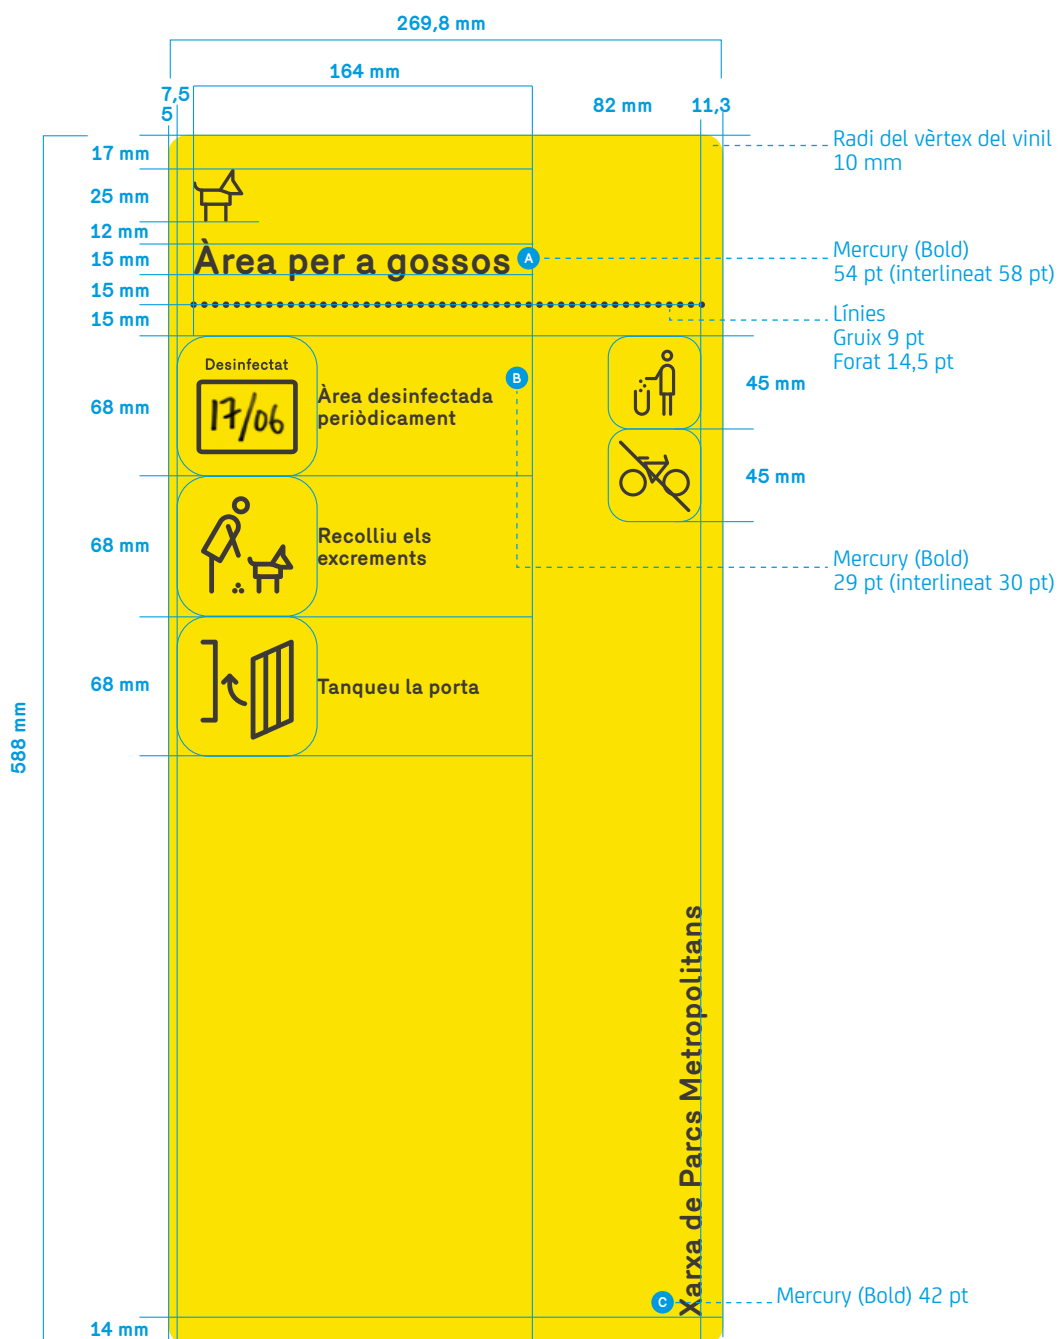 269,8 mm
164 mm
7,5
5
82 mm
11,3
17 mm
Radi del vèrtex del vinil
10 mm
25 mm
12 mm
15 mm
Àrea per a gossos
A
Mercury (Bold)
54 pt (interlineat 58 pt)
15 mm
15 mm
Línies
Gruix 9 pt
Forat 14,5 pt
Desinfectat
17/06
Àrea desinfectada
periòdicament
B
45 mm
68 mm
45 mm
68 mm
Recolliu els
excrements
Mercury (Bold)
29 pt (interlineat 30 pt)
68 mm
Tanqueu la porta
588 mm
Xarxa de Parcs Metropolitans
C
Mercury (Bold) 42 pt
14 mm